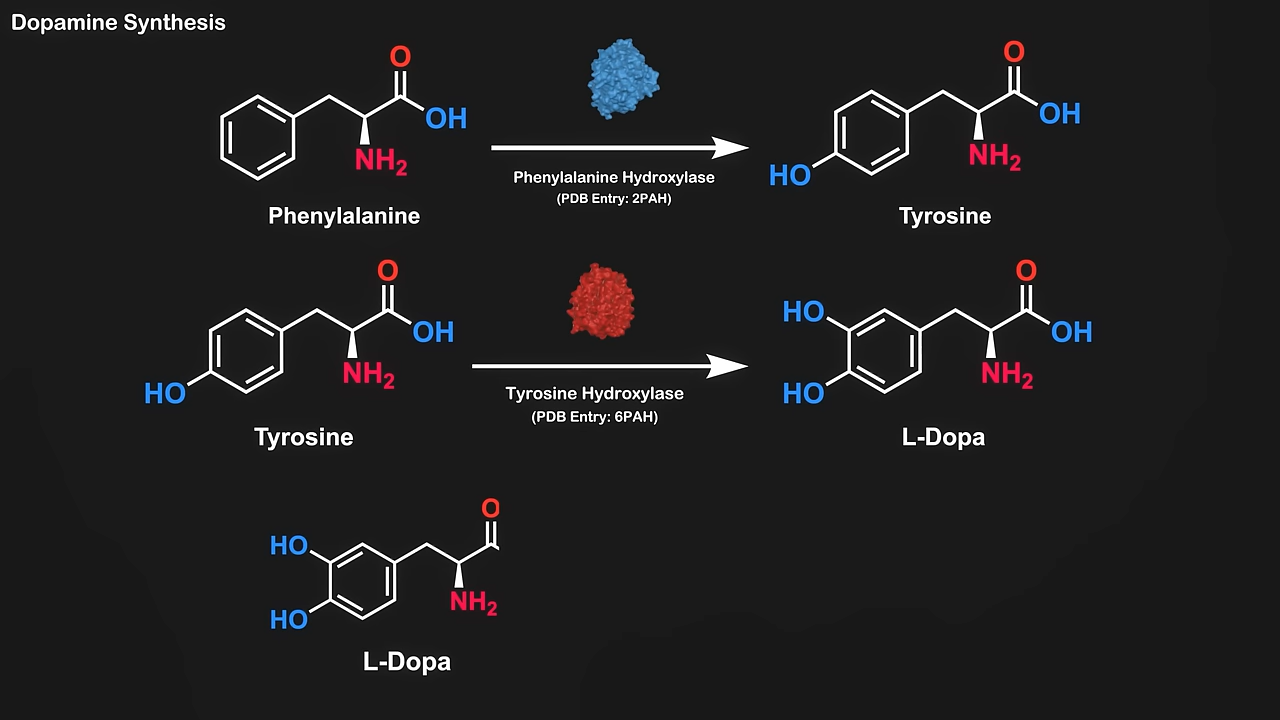 Dopamine Synthesis
O
OH
NH2
Phenylalanine
Phenylalanine Hydroxylase
(PDB Entry: 2PAH)
O
OH
NH2
HO
Tyrosine
O
OH
NH2
HO
Tyrosine
Tyrosine Hydroxylase
(PDB Entry: 6PAH)
O
HO
OH
NH2
HO
L-Dopa
O
HO
NH2
HO
L-Dopa